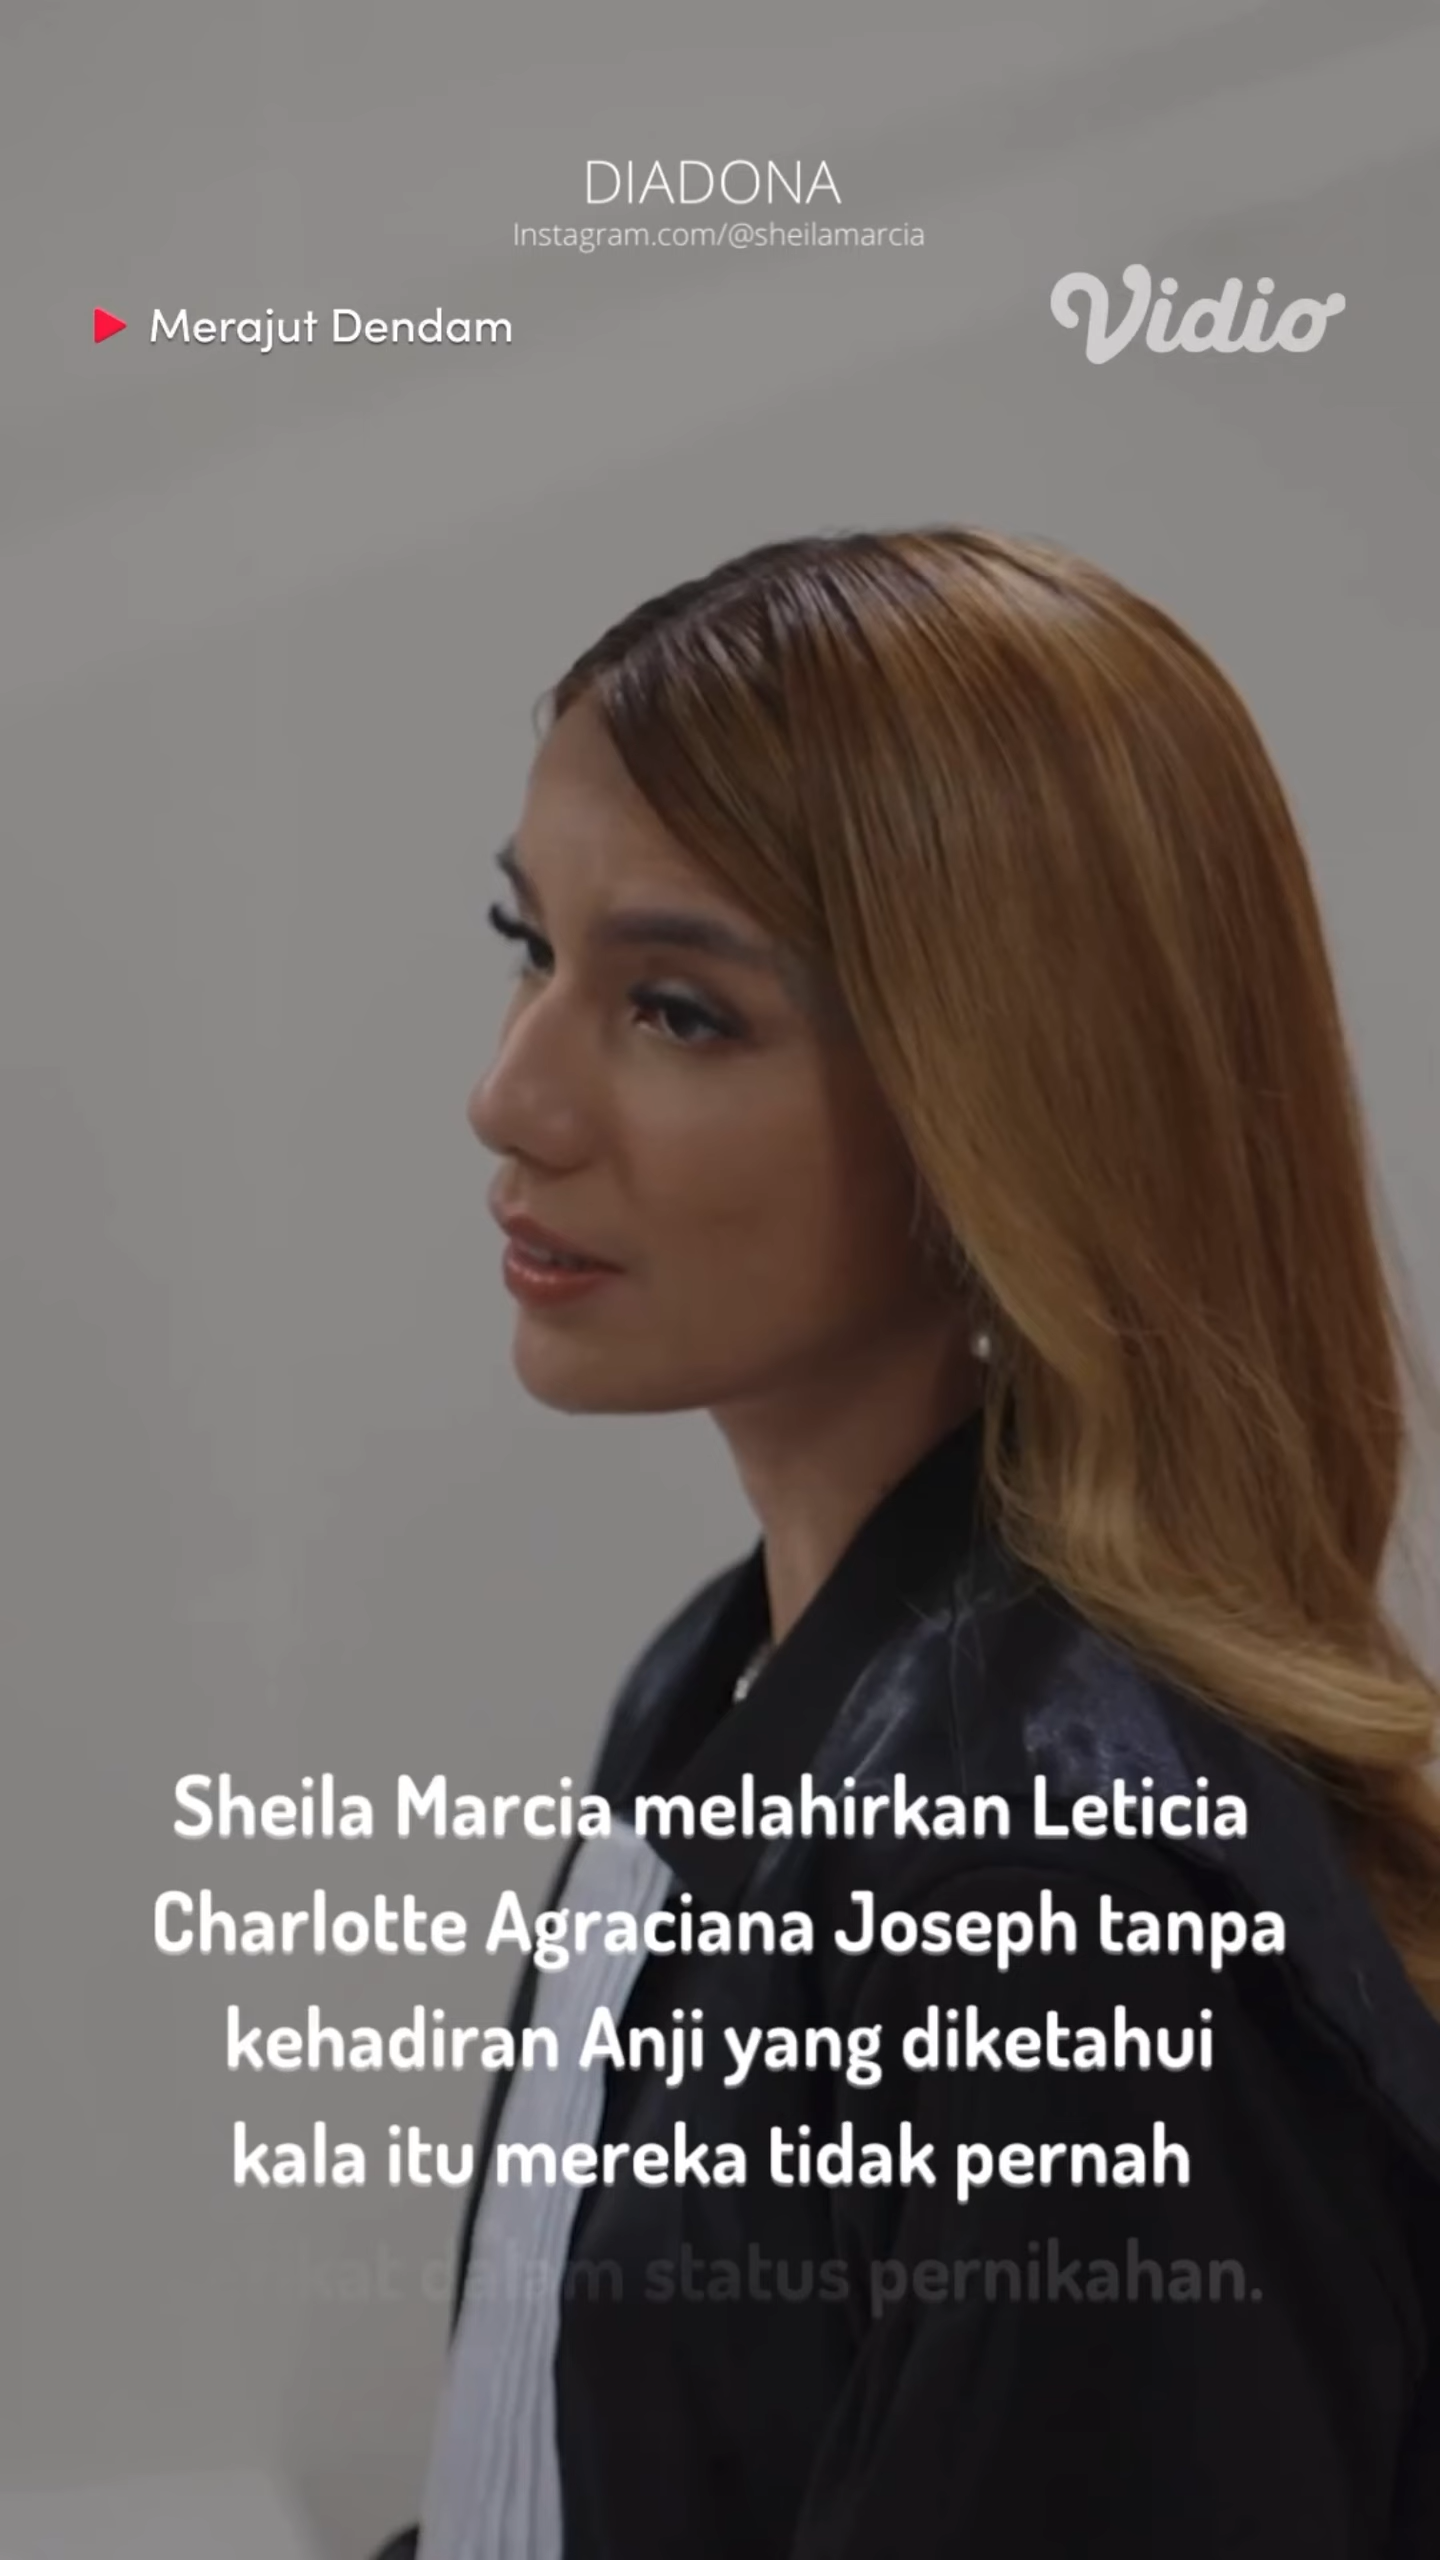 DIADONA
Instagram.com/@sheilamarcia
Merajut Dendam
Vidio
Sheila Marcia melahirkan Leticia
Charlotte Agraciana Joseph tanpa
kehadiran Anji yang diketahui
kala itu mereka tidak pernah
dalam status pernikahan.